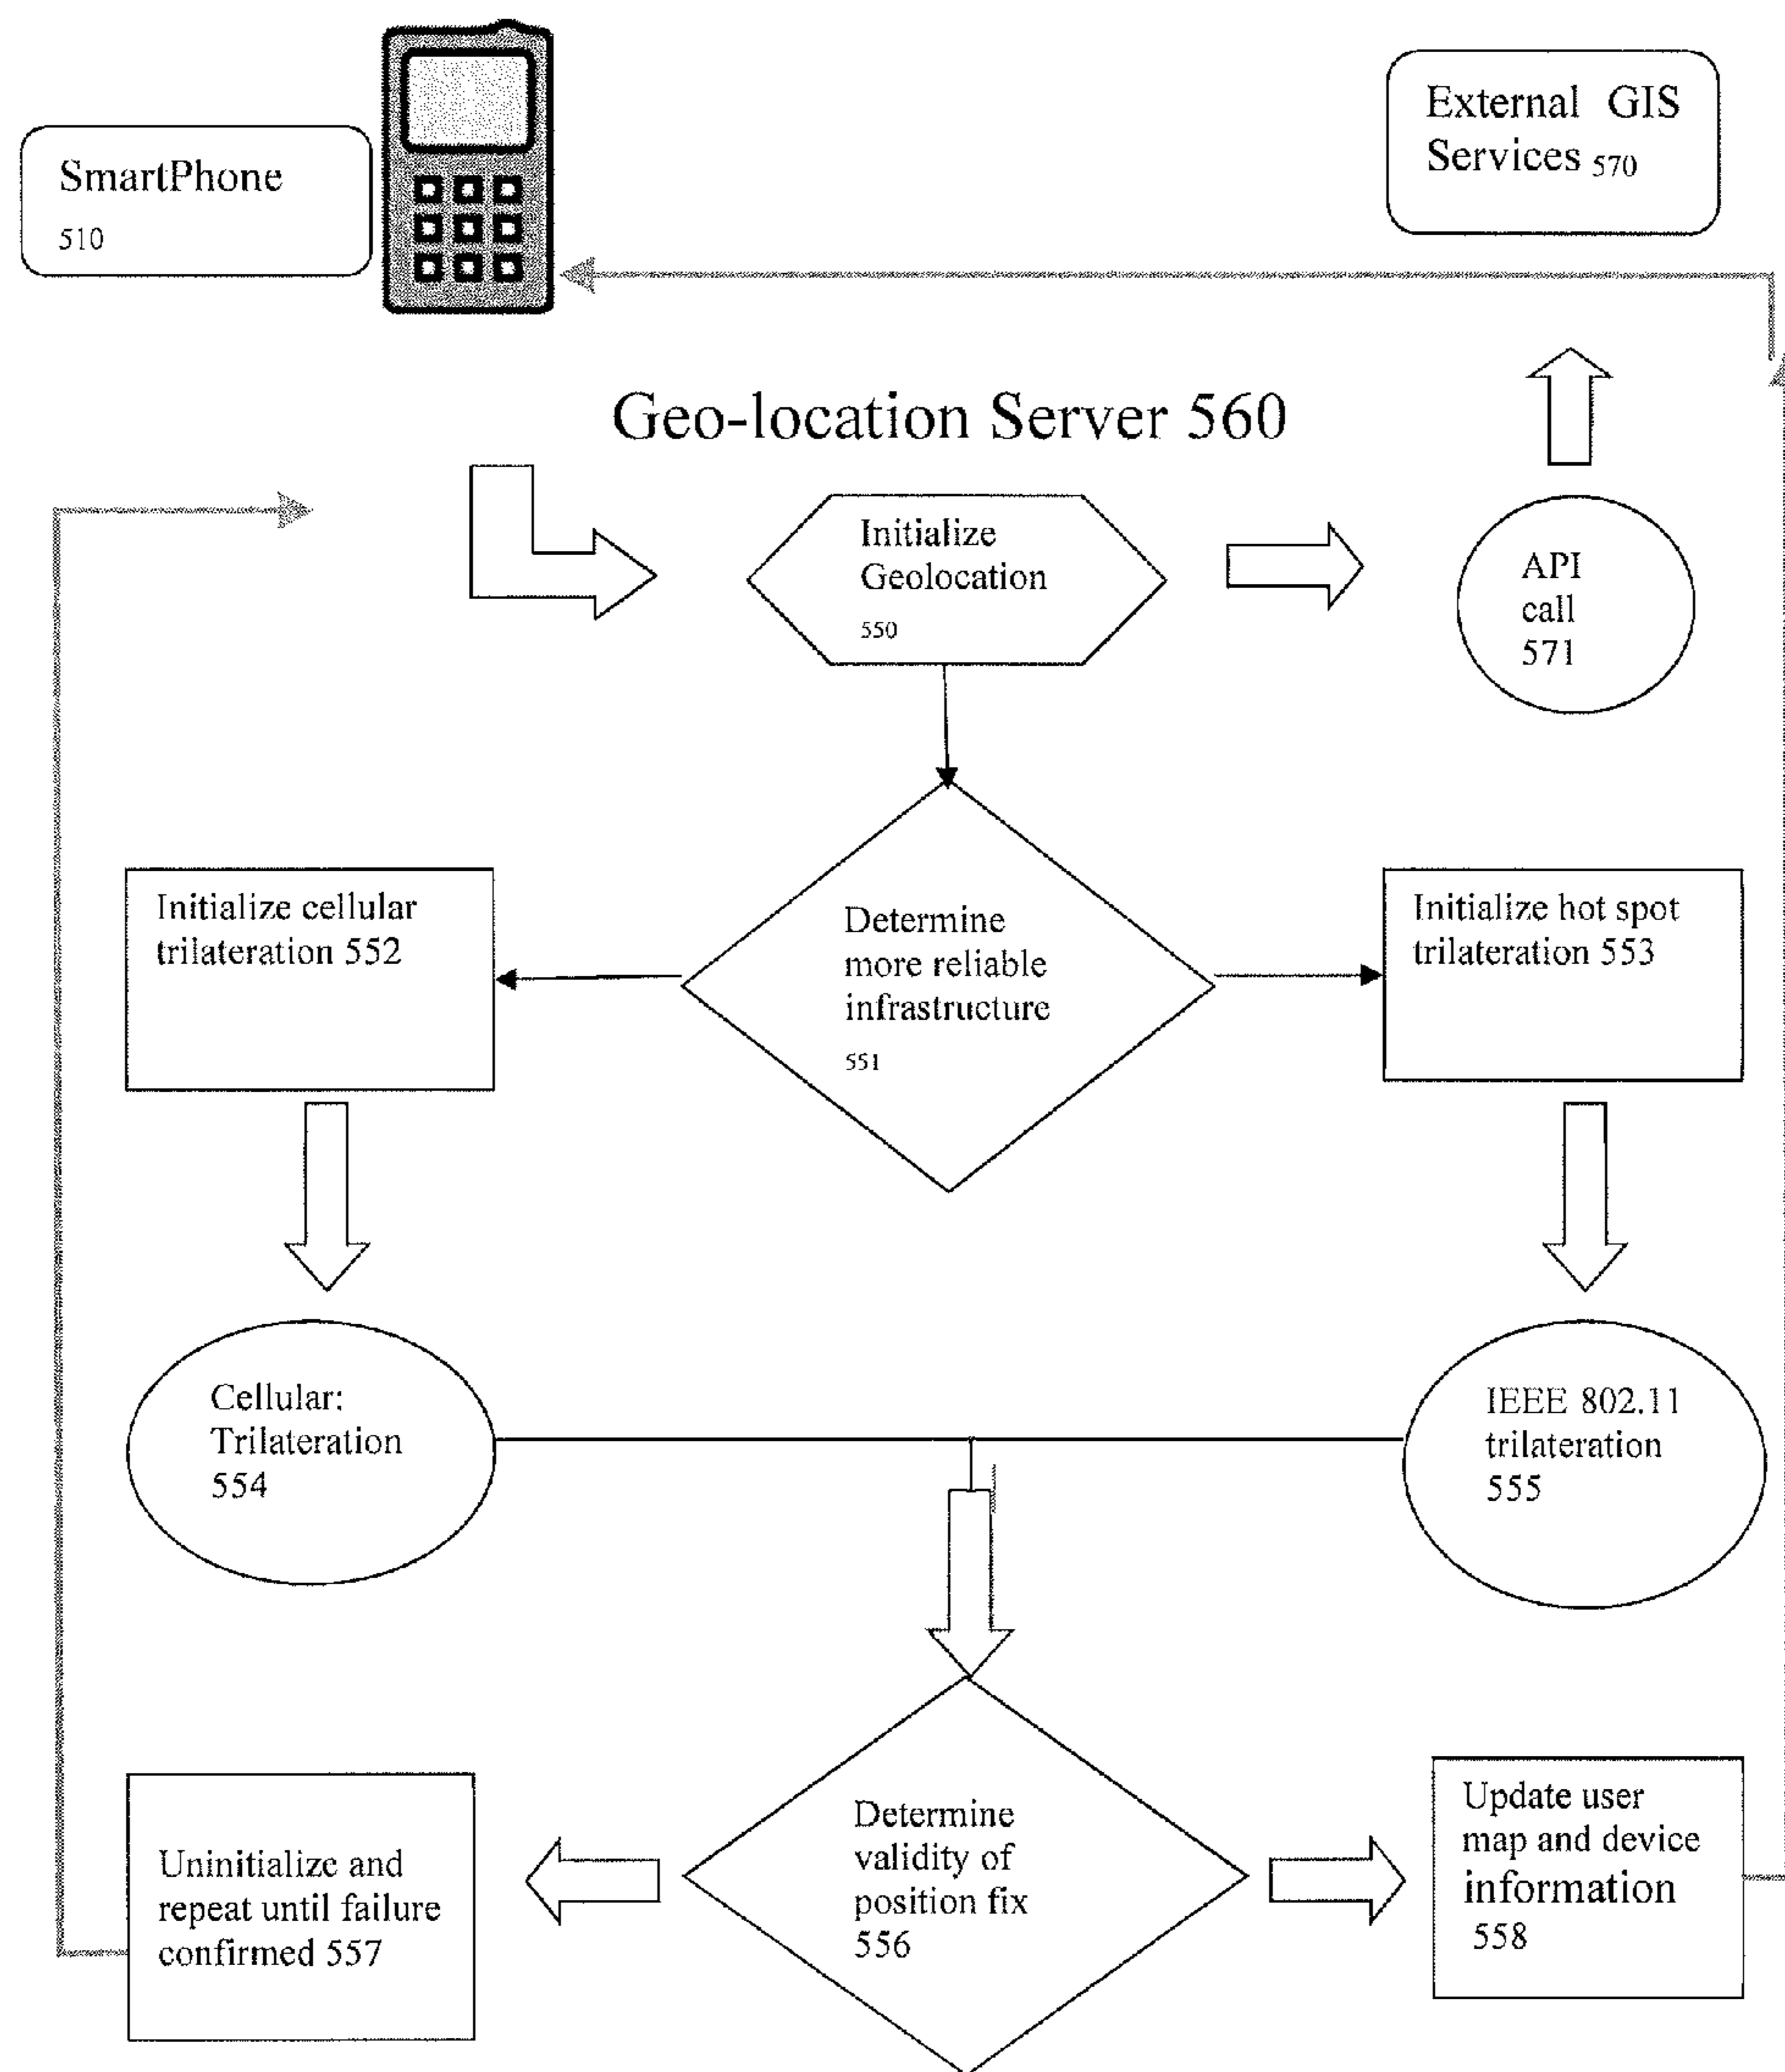 SmartPhone
510
External GIS
Services 570
Geo-location Server 560
Initialize
Geolocation
550
API
call
571
Initialize cellular
trilateration 552
Determine
more reliable
infrastructure
551
Initialize hot spot
trilateration 553
Cellular:
Trilateration
554
IEEE 802.11
trilateration
555
Uninitialize and
repeat until failure
confirmed 557
Determine
validity of
position fix
556
Update user
map and device
information
558